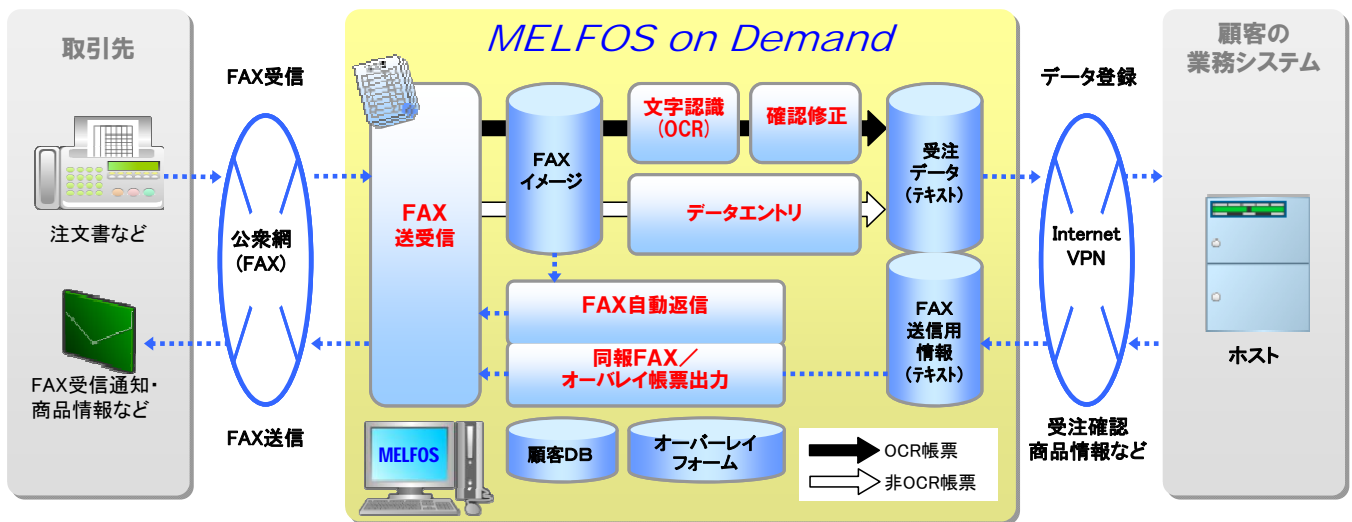 取引先
注文書など
FAX受信通知・
商品情報など
FAX受信
公衆網
(FAX)
FAX送信
MELFOS on Demand
FAX
送受信
FAX
イメージ
文字認識
(OCR)
確認修正
データエントリ
受注
データ
(テキスト)
FAX自動返信
同報FAX／
オーバレイ帳票出力
FAX
送信用
情報
(テキスト)
MELFOS
顧客DB
オーバーレイ
フォーム
OCR帳票
非OCR帳票
データ登録
Internet
VPN
受注確認
商品情報など
顧客の
業務システム
ホスト